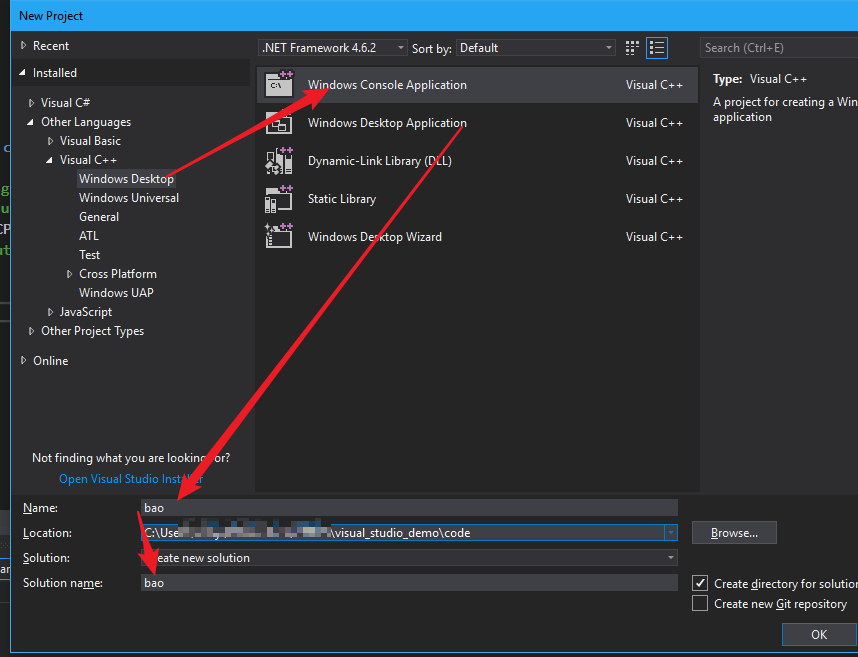 New Project
Recent
Installed
Visual C#
Other Languages
Visual Basic
Visual C++
Windows Desktop
Windows Universal
General
ATL
Test
Cross Platform
Windows UAP
JavaScript
Other Project Types
Online
Not finding what you are looking for?
Open Visual Studio Installer
.NET Framework 4.6.2
Sort by: Default
Windows Console Application Visual C++
Windows Desktop Application Visual C++
Dynamic-Link Library (DLL) Visual C++
Static Library Visual C++
Windows Desktop Wizard Visual C++
Search (Ctrl+E)
Type: Visual C++
A project for creating a Win
application
Name: bao
Location: C:\Use \visual_studio_demo\code
Browse...
Solution: Create new solution
Solution name: bao
Create directory for solution
Create new Git repository
OK